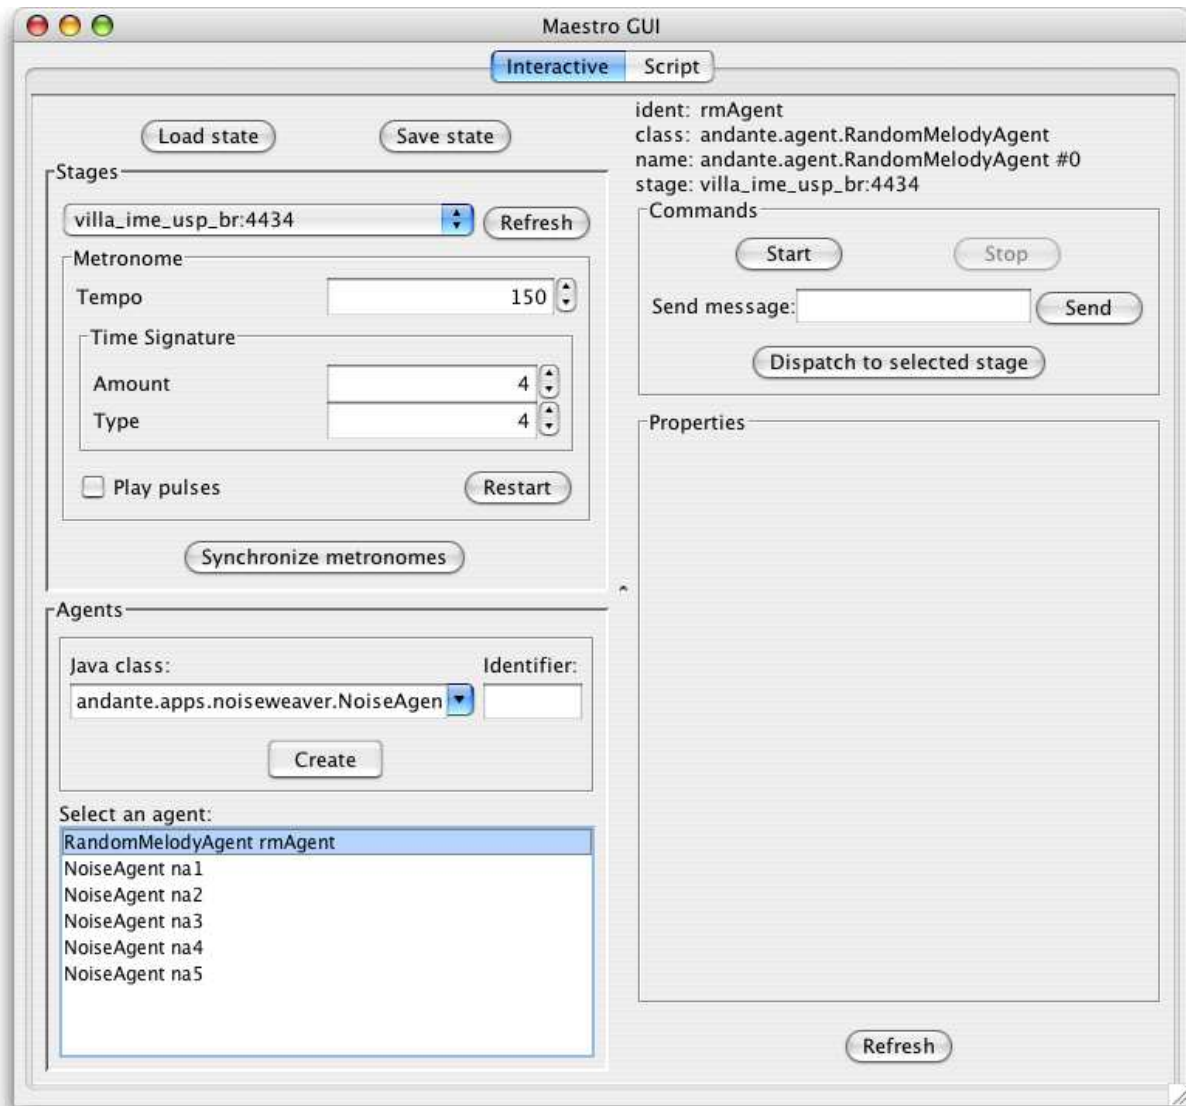 Maestro GUI
Interactive Script
Load state Save state
Stages
villa_ime_usp_br:4434 Refresh
Metronome
Tempo 150
Time Signature
Amount 4
Type 4
Play pulses Restart
Synchronize metronomes
Agents
Java class: Identifier:
andante.apps.noiseweaver.NoiseAgen
Create
Select an agent:
RandomMelodyAgent rmAgent
NoiseAgent na1
NoiseAgent na2
NoiseAgent na3
NoiseAgent na4
NoiseAgent na5
ident: rmAgent
class: andante.agent.RandomMelodyAgent
name: andante.agent.RandomMelodyAgent #0
stage: villa_ime_usp_br:4434
Commands
Start Stop
Send message: Send
Dispatch to selected stage
Properties
Refresh